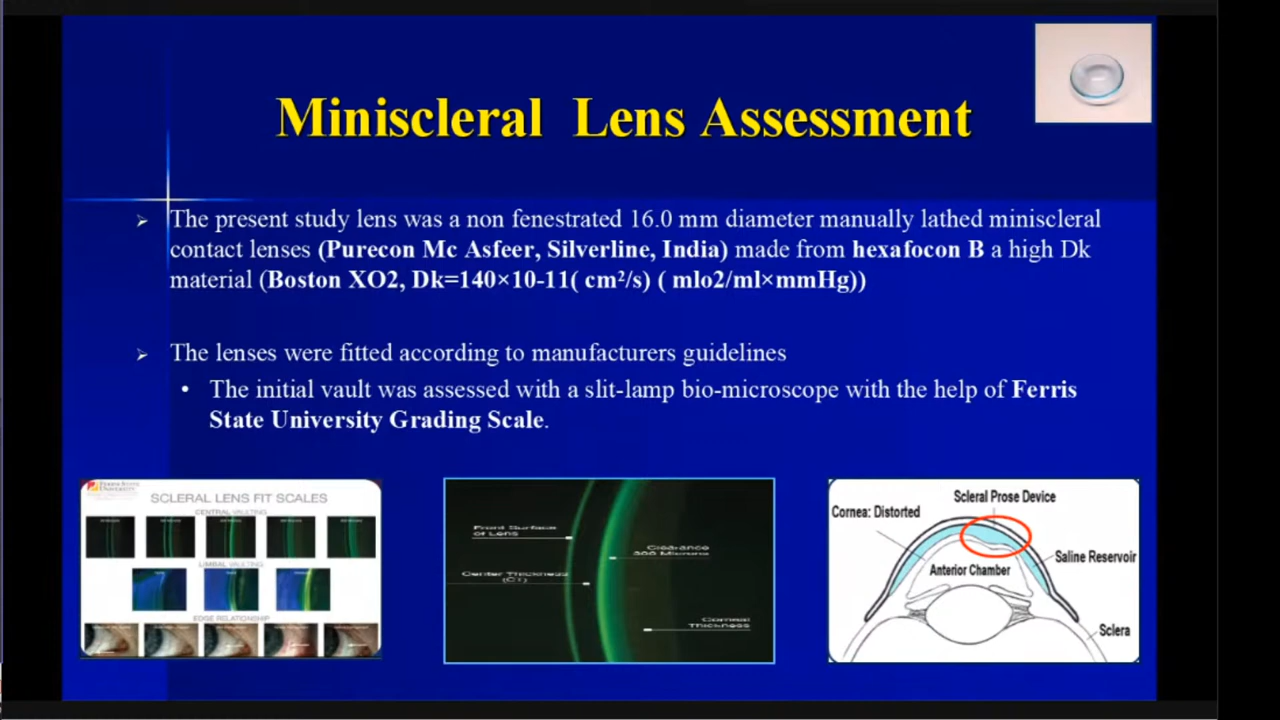 Miniscleral Lens Assessment
The present study lens was a non fenestrated 16.0 mm diameter manually lathed miniscleral
contact lenses (Purecon Mc Asfeer, Silverline, India) made from hexafocon B a high Dk
material (Boston XO2, Dk=140×10-11( cm²/s) ( mlo2/ml×mmHg))
The lenses were fitted according to manufacturers guidelines
• The initial vault was assessed with a slit-lamp bio-microscope with the help of Ferris
State University Grading Scale.
FERRIS STATE
UNIVERSITY
SCLERAL LENS FIT SCALES
CENTRAL VAULTING
LIMBAL VAULTING
EDGE RELATIONSHIP
Front Surface
of Lens
Clearance
300 Microns
Center Thickness
(CT)
Corneal
Thickness
Scleral Prose Device
Cornea: Distorted
Saline Reservoir
Anterior Chamber
Sclera